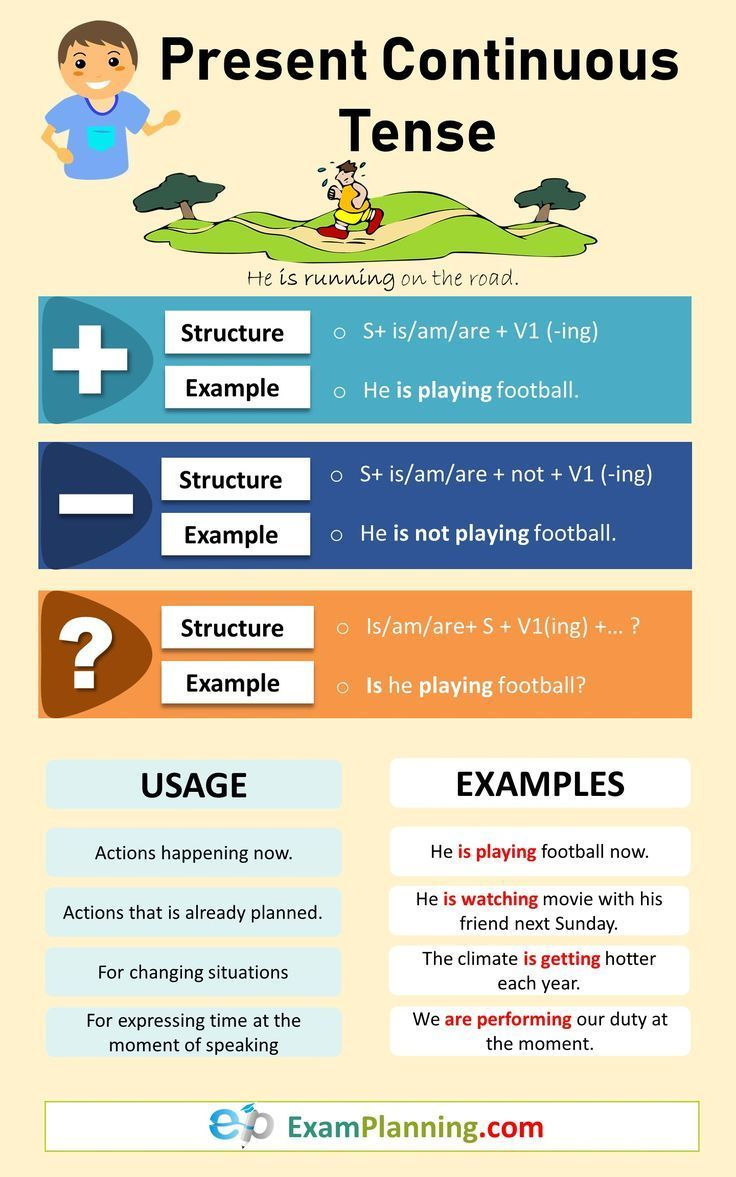 Present Continuous
Tense
He is running on the road.
Structure
S+ is/am/are + V1 (-ing)
Example
He is playing football.
Structure
S+ is/am/are + not + V1 (-ing)
Example
He is not playing football.
?
Structure
Is/am/are+ S + V1(ing) +... ?
Example
Is he playing football?
USAGE
EXAMPLES
Actions happening now.
He is playing football now.
Actions that is already planned.
He is watching movie with his
friend next Sunday.
For changing situations
The climate is getting hotter
each year.
For expressing time at the
moment of speaking
We are performing our duty at
the moment.
ep ExamPlanning.com